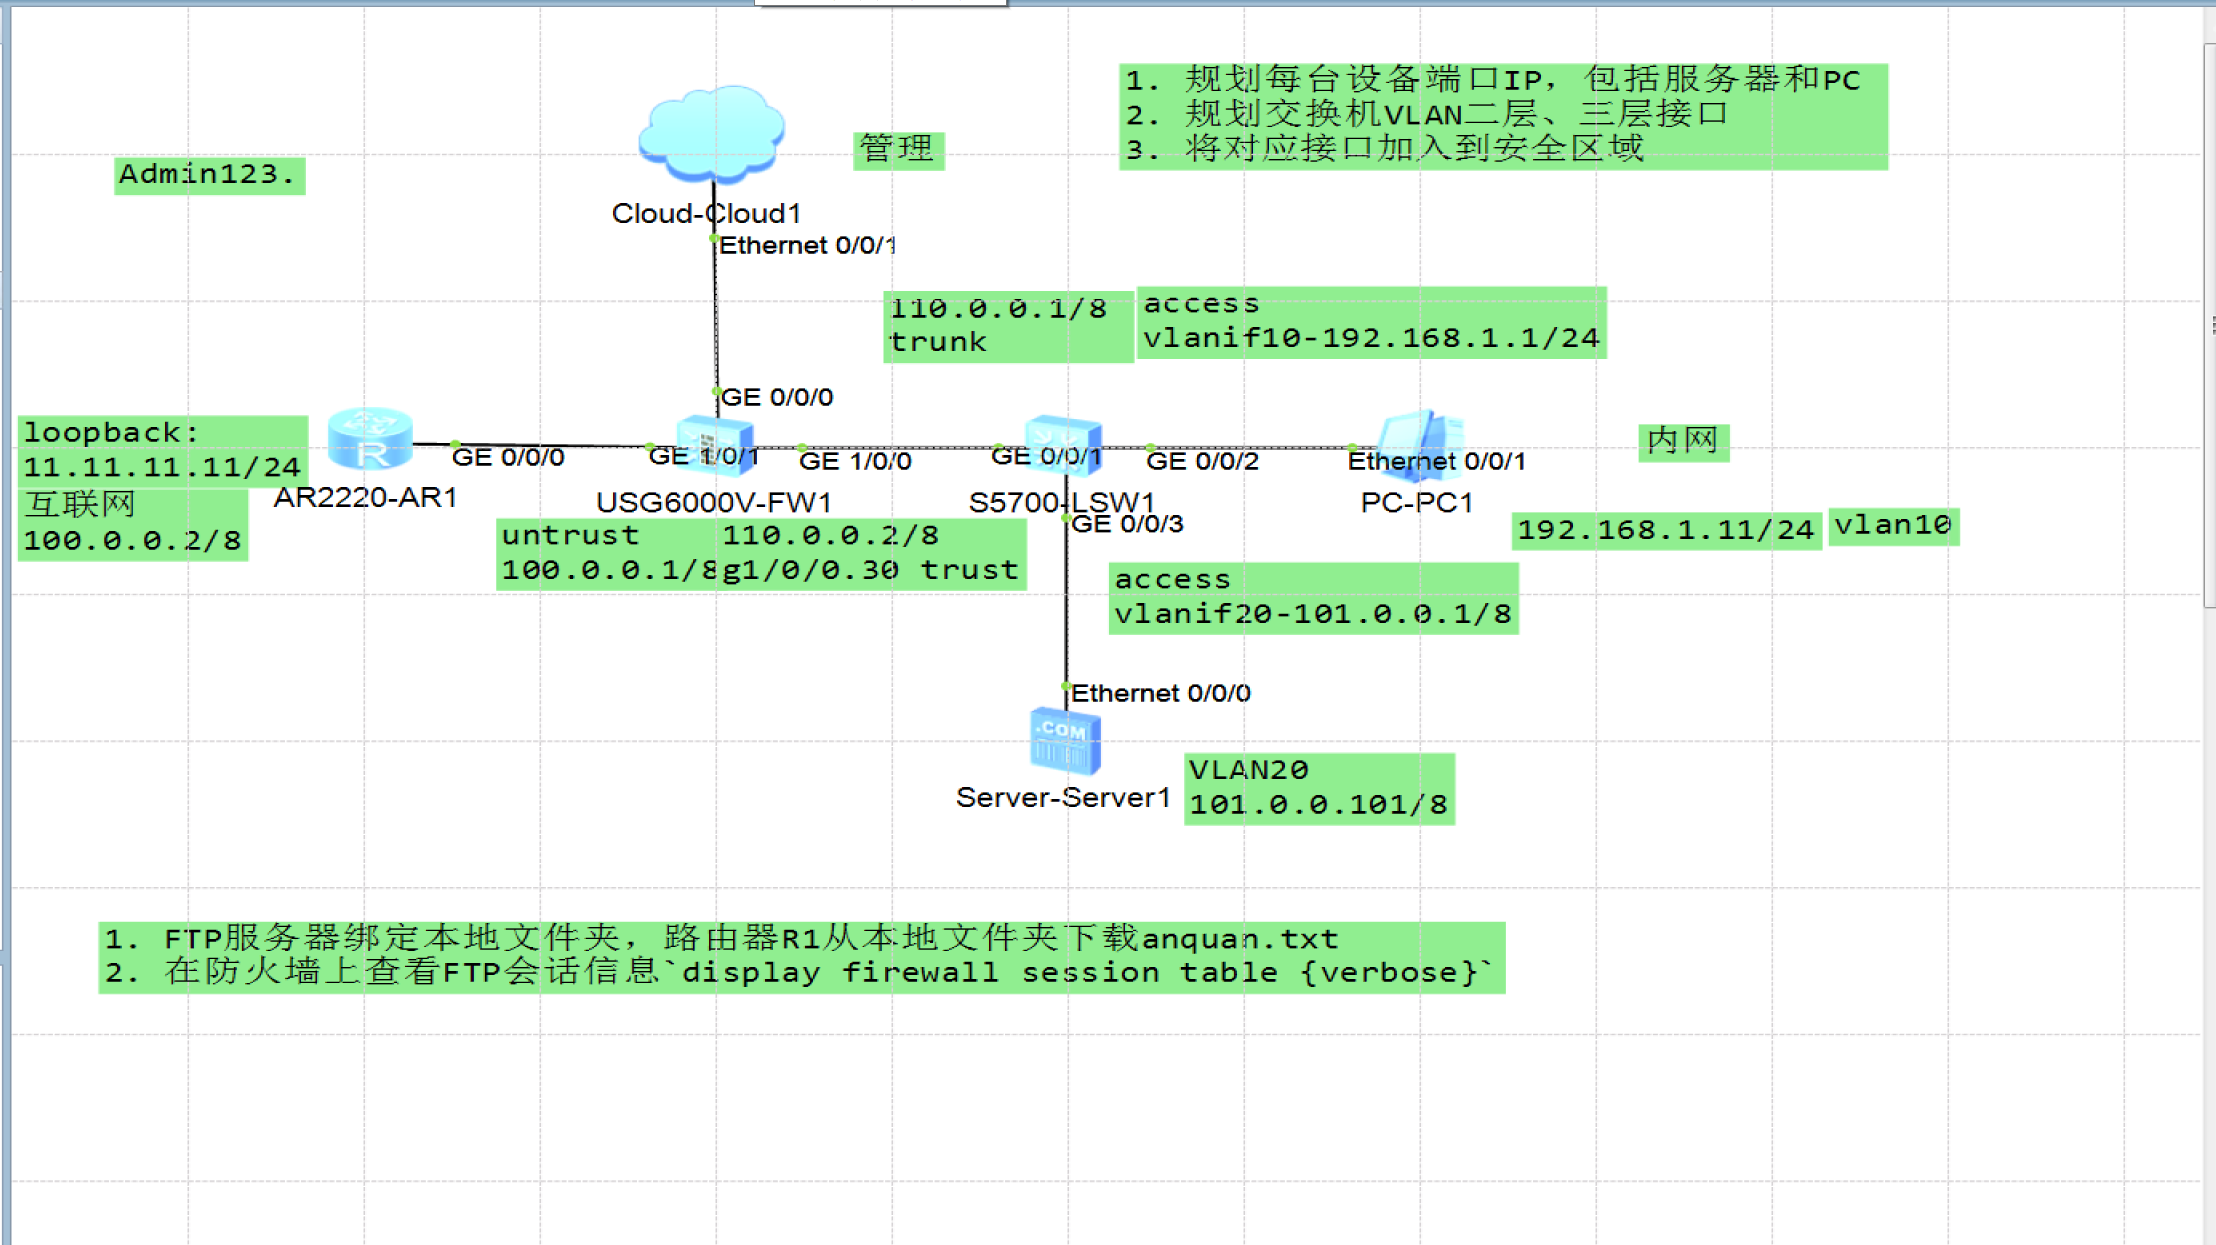 1. 规划每台设备端口IP，包括服务器和PC
2. 规划交换机VLAN二层、三层接口
3. 将对应接口加入到安全区域
管理
Admin123.
Cloud-Cloud1
Ethernet 0/0/1
110.0.0.1/8
trunk
access
vlanif10-192.168.1.1/24
GE 0/0/0
loopback:
11.11.11.11/24
互联网
100.0.0.2/8
AR2220-AR1
GE 0/0/0
GE 1/0/1
USG6000V-FW1
GE 1/0/0
GE 0/0/1
S5700-LSW1
GE 0/0/2
Ethernet 0/0/1
PC-PC1
内网
192.168.1.11/24
vlan10
untrust
100.0.0.1/8
110.0.0.2/8
g1/0/0.30 trust
GE 0/0/3
access
vlanif20-101.0.0.1/8
Ethernet 0/0/0
.COM
Server-Server1
VLAN20
101.0.0.101/8
1. FTP服务器绑定本地文件夹，路由器R1从本地文件夹下载anquan.txt
2. 在防火墙上查看FTP会话信息`display firewall session table {verbose}`